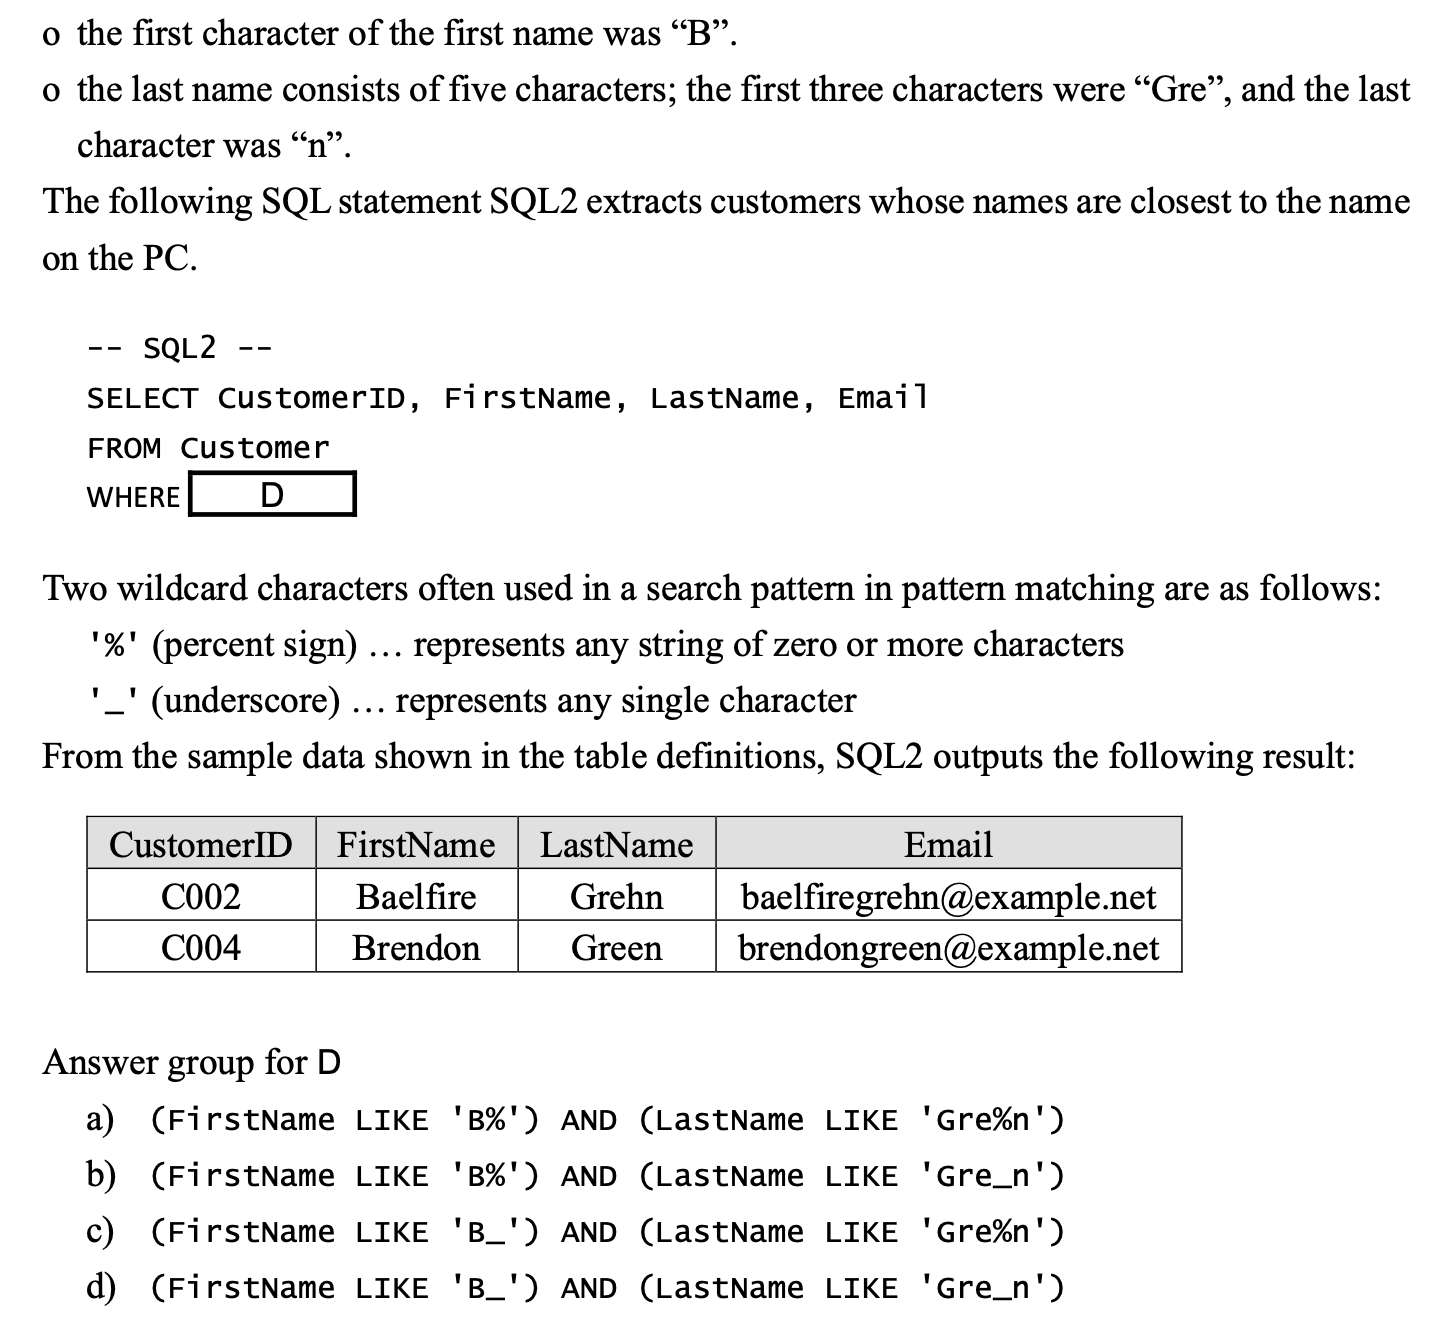 o the first character of the first name was “B”.
o the last name consists of five characters; the first three characters were “Gre”, and the last
character was “n”.
The following SQL statement SQL2 extracts customers whose names are closest to the name
on the PC.
-- SQL2 --
SELECT CustomerID, FirstName, LastName, Email
FROM Customer
WHERE D
Two wildcard characters often used in a search pattern in pattern matching are as follows:
'%' (percent sign) … represents any string of zero or more characters
'_' (underscore) … represents any single character
From the sample data shown in the table definitions, SQL2 outputs the following result:
CustomerID FirstName LastName Email
C002 Baelfire Grehn baelfiregrehn@example.net
C004 Brendon Green brendongreen@example.net
Answer group for D
a) (FirstName LIKE 'B%') AND (LastName LIKE 'Gre%n')
b) (FirstName LIKE 'B%') AND (LastName LIKE 'Gre_n')
c) (FirstName LIKE 'B_') AND (LastName LIKE 'Gre%n')
d) (FirstName LIKE 'B_') AND (LastName LIKE 'Gre_n')